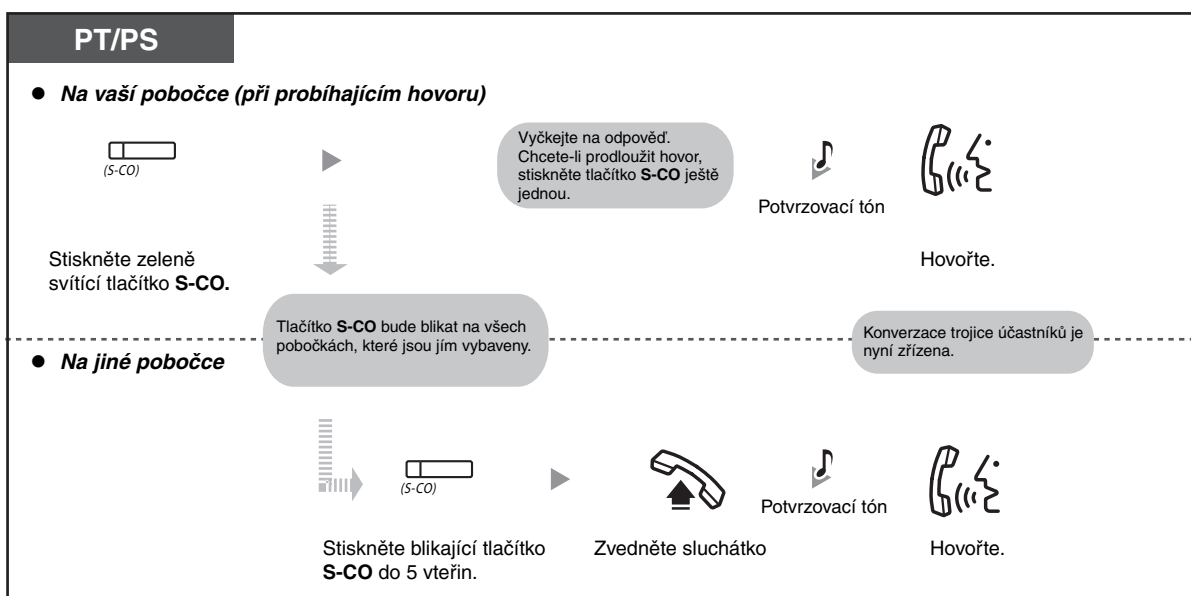 PT/PS
● Na vaší pobočce (při probíhajícím hovoru)
(S-CO)
Stiskněte zeleně
svítící tlačítko S-CO.
Vyčkejte na odpověď.
Chcete-li prodloužit hovor,
stiskněte tlačítko S-CO ještě
jednou.
Potvrzovací tón
Hovořte.
Tlačítko S-CO bude blikat na všech
pobočkách, které jsou jím vybaveny.
Konverzace trojice účastníků je
nyní zřízena.
● Na jiné pobočce
(S-CO)
Stiskněte blikající tlačítko
S-CO do 5 vteřin.
Zvedněte sluchátko
Potvrzovací tón
Hovořte.